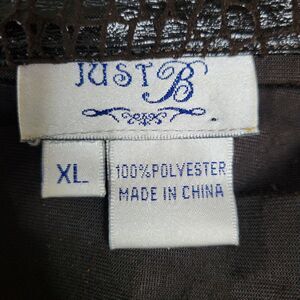 JUST B
XL
100%POLYESTER
MADE IN CHINA